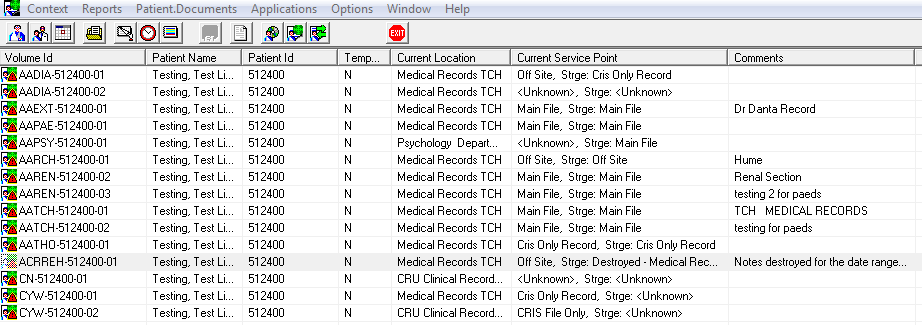 Context Reports Patient.Documents Applications Options Window Help
EXIT
Volume Id Patient Name Patient Id Temp... Current Location Current Service Point Comments
AADIA-512400-01 Testing, Test Li... 512400 N Medical Records TCH Off Site, Strge: Cris Only Record
AADIA-512400-02 Testing, Test Li... 512400 N Medical Records TCH <Unknown>, Strge: <Unknown>
AAEXT-512400-01 Testing, Test Li... 512400 N Medical Records TCH Main File, Strge: Main File Dr Danta Record
AAPAE-512400-01 Testing, Test Li... 512400 N Medical Records TCH Main File, Strge: Main File
AAPSY-512400-01 Testing, Test Li... 512400 N Psychology Depart... <Unknown>, Strge: Main File
AARCH-512400-01 Testing, Test Li... 512400 N Medical Records TCH Off Site, Strge: Off Site Hume
AAREN-512400-02 Testing, Test Li... 512400 N Medical Records TCH Main File, Strge: Main File Renal Section
AAREN-512400-03 Testing, Test Li... 512400 N Medical Records TCH Main File, Strge: Main File testing 2 for paeds
AATCH-512400-01 Testing, Test Li... 512400 N Medical Records TCH Main File, Strge: Main File TCH MEDICAL RECORDS
AATCH-512400-02 Testing, Test Li... 512400 N Medical Records TCH Main File, Strge: Main File testing for paeds
AATHO-512400-01 Testing, Test Li... 512400 N Medical Records TCH Cris Only Record, Strge: Cris Only Record
ACRREH-512400-01 Testing, Test Li... 512400 N Medical Records TCH Off Site, Strge: Destroyed - Medical Rec... Notes destroyed for the date range...
CN-512400-01 Testing, Test Li... 512400 N CRU Clinical Record... <Unknown>, Strge: <Unknown>
CYW-512400-01 Testing, Test Li... 512400 N Medical Records TCH Cris Only Record, Strge: <Unknown>
CYW-512400-02 Testing, Test Li... 512400 N CRU Clinical Record... CRIS File Only, Strge: <Unknown>